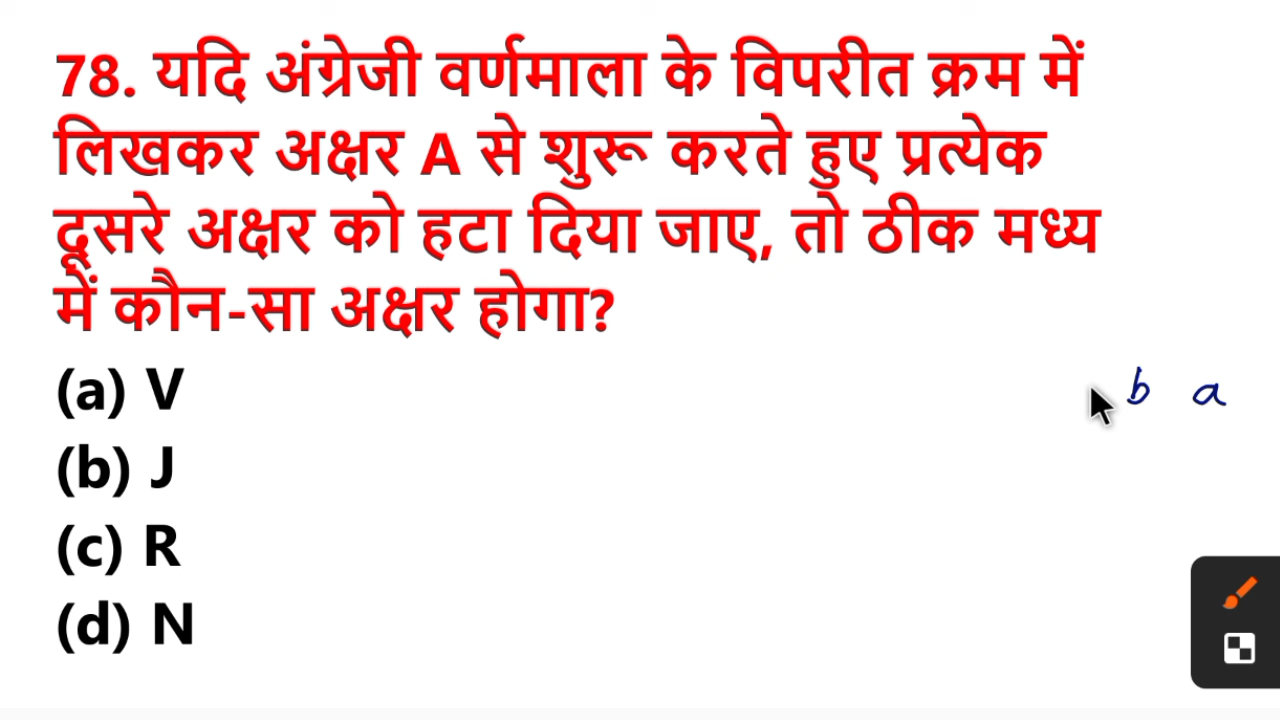 78. यदि अंग्रेजी वर्णमाला के विपरीत क्रम में
लिखकर अक्षर A से शुरू करते हुए प्रत्येक
दूसरे अक्षर को हटा दिया जाए, तो ठीक मध्य
में कौन-सा अक्षर होगा?
(a) V
b a
(b) J
(c) R
(d) N